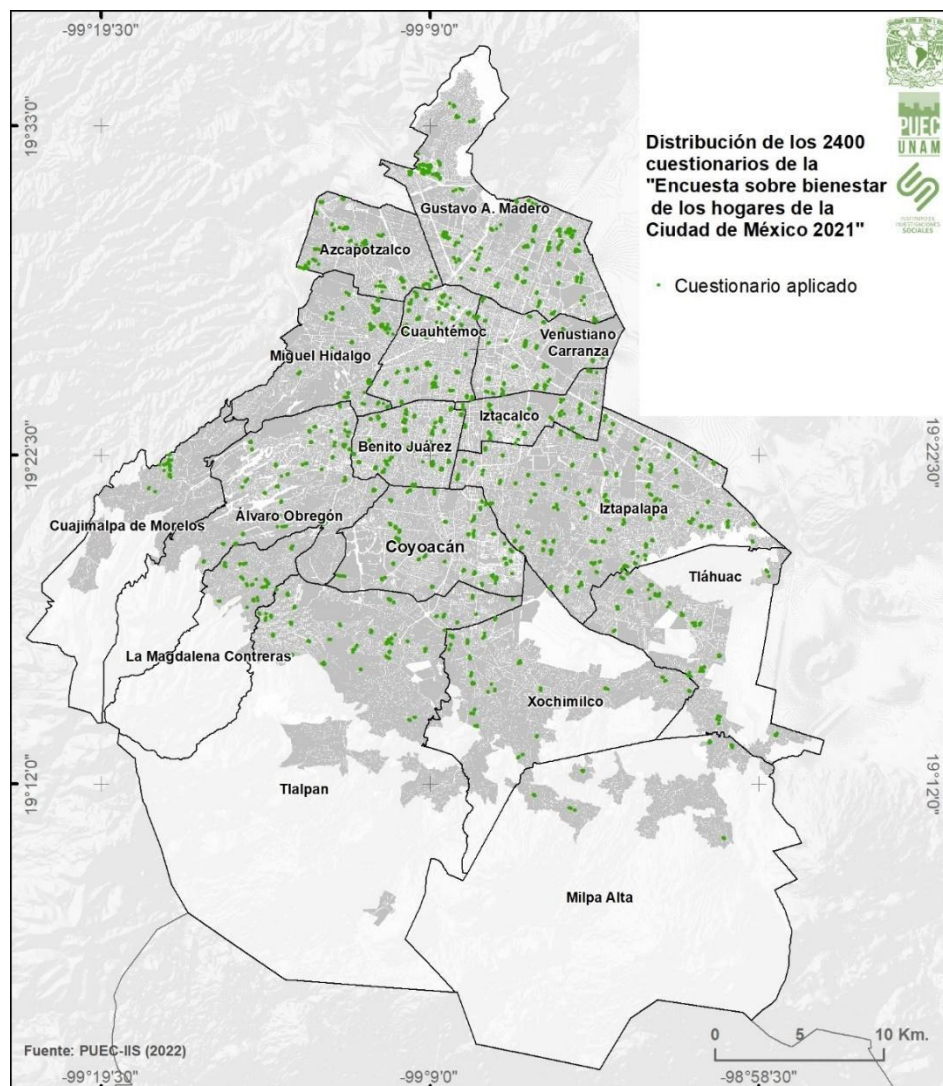 -99°19'30"
-99°9'0"
19°33'0"
PUEC
UNAM
INSTITUTO DE
INVESTIGACIONES
SOCIALES
Distribución de los 2400
cuestionarios de la
"Encuesta sobre bienestar
de los hogares de la
Ciudad de México 2021"
Cuestionario aplicado
Gustavo A. Madero
Azcapotzalco
Cuauhtémoc
Venustiano
Carranza
Miguel Hidalgo
Iztacalco
19°22'30"
19°22'30"
Benito Juárez
Iztapalapa
Cuajimalpa de Morelos
Álvaro Obregón
Coyoacán
Tláhuac
La Magdalena Contreras
Xochimilco
19°12'0"
19°12'0"
Tlalpan
Milpa Alta
0 5 10 Km.
Fuente: PUEC-IIS (2022)
-99°19'30"
-99°9'0"
-98°58'30"